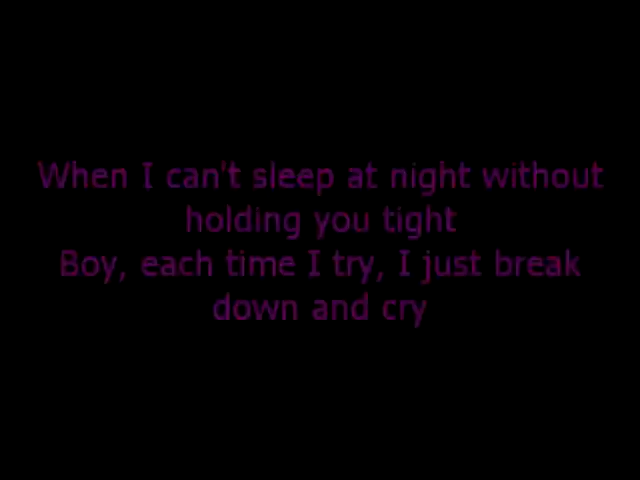 When I can't sleep at night without
holding you tight
Boy, each time I try, I just break
down and cry